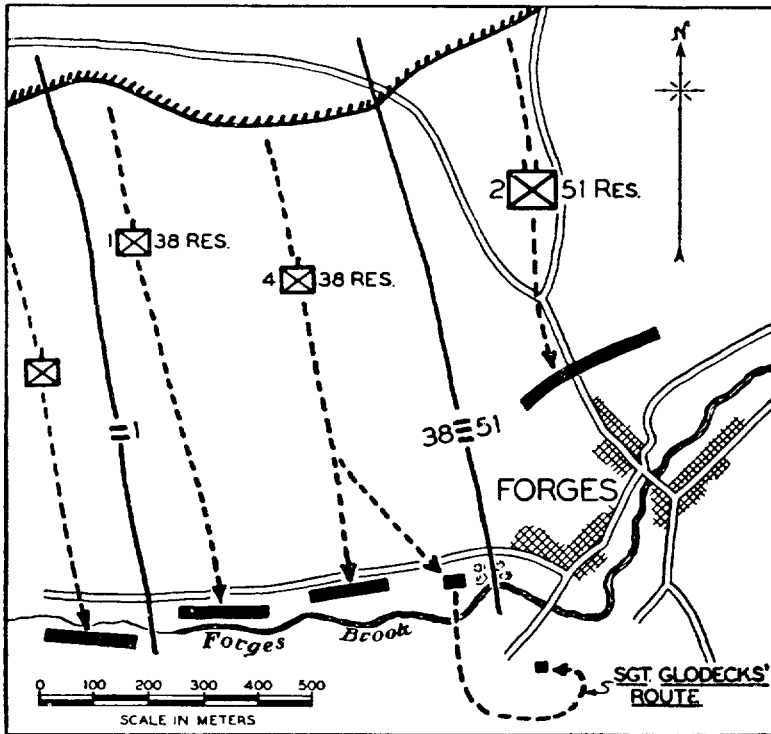 N
2 51 RES.
1 38 RES.
4 38 RES.
1
38 51
FORGES
Forges Brook
0 100 200 300 400 500
SCALE IN METERS
SGT. GLODECKS'
ROUTE